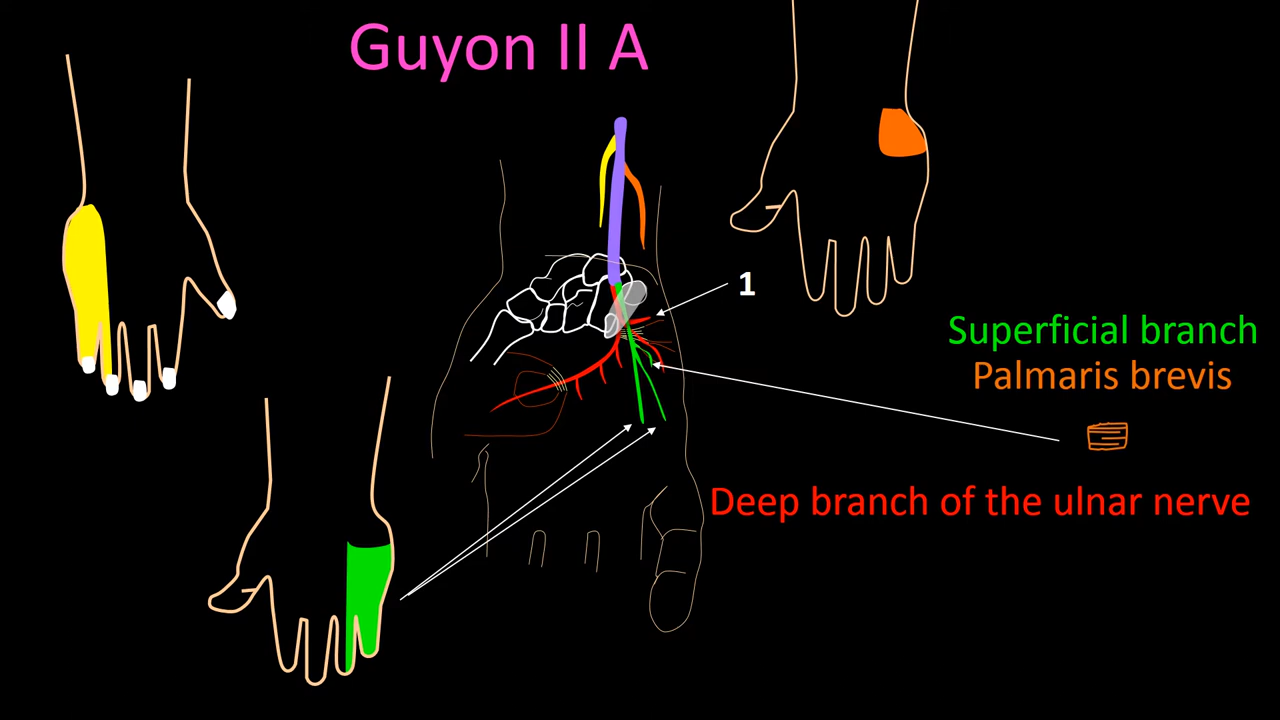 Guyon II A
1
Superficial branch
Palmaris brevis
Deep branch of the ulnar nerve